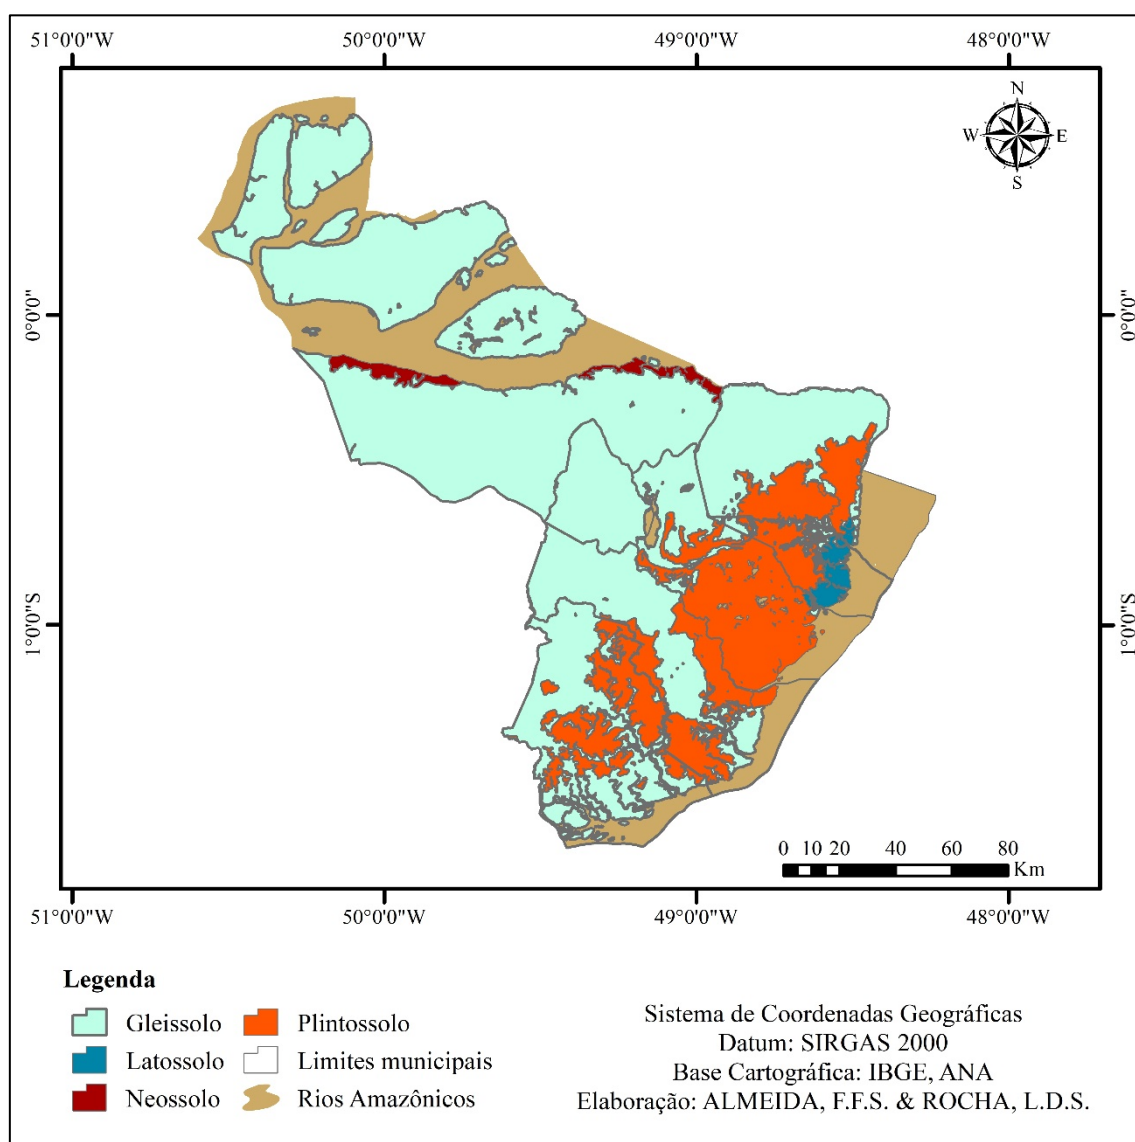 51°0'0"W 50°0'0"W 49°0'0"W 48°0'0"W
N
W E
S
0°0'0" 0°0'0"
1°0'0"S 1°0'0"S
0 10 20 40 60 80
Km
51°0'0"W 50°0'0"W 49°0'0"W 48°0'0"W
Legenda
Gleissolo Plintossolo
Latossolo Limites municipais
Neossolo Rios Amazônicos
Sistema de Coordenadas Geográficas
Datum: SIRGAS 2000
Base Cartográfica: IBGE, ANA
Elaboração: ALMEIDA, F.F.S. & ROCHA, L.D.S.